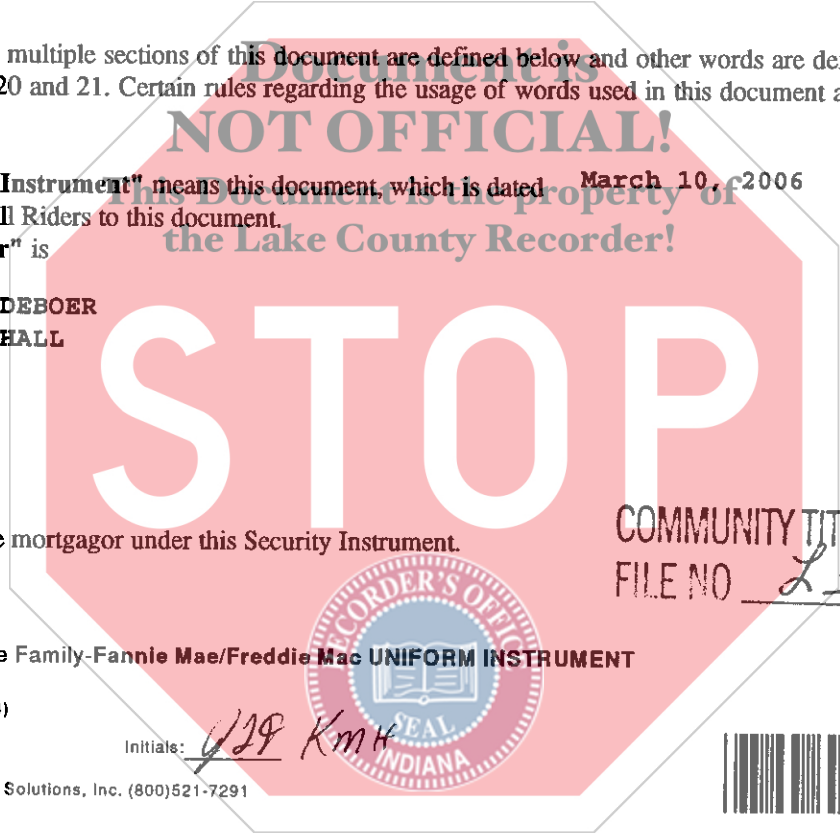 multiple sections of this document are defined below and other words are de
20 and 21. Certain rules regarding the usage of words used in this document a
Document is
NOT OFFICIAL!
This Document is the property of
the Lake County Recorder!
Instrument" means this document, which is dated March 10, 2006
ll Riders to this document.
r" is
DEBOER
HALL
STOP
e mortgagor under this Security Instrument.
COMMUNITY TIT
FILE NO
e Family-Fannie Mae/Freddie Mac UNIFORM INSTRUMENT
RECORDER'S OFFICE
SEAL
INDIANA
Initials: KMH
Solutions, Inc. (800)521-7291